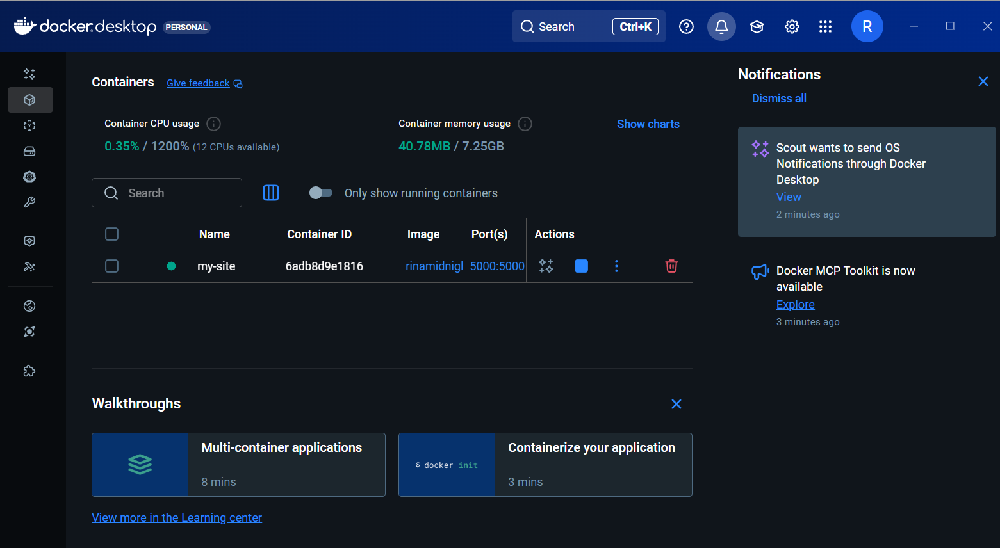 docker.desktop PERSONAL
Search Ctrl+K
R
Containers Give feedback
Container CPU usage
0.35% / 1200% (12 CPUs available)
Container memory usage
40.78MB / 7.25GB
Show charts
Search
Only show running containers
Name Container ID Image Port(s) Actions
my-site 6adb8d9e1816 rinamidnigh 5000:5000
Walkthroughs
Multi-container applications
8 mins
$ docker init
Containerize your application
3 mins
View more in the Learning center
Notifications
Dismiss all
Scout wants to send OS
Notifications through Docker
Desktop
View
2 minutes ago
Docker MCP Toolkit is now
available
Explore
3 minutes ago